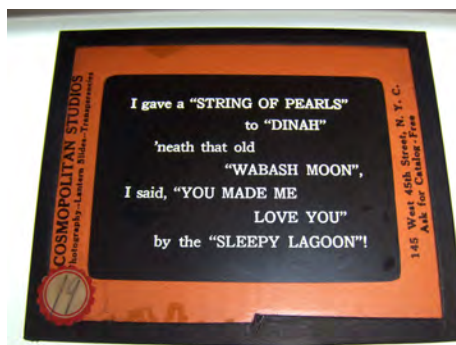 COSMOPOLITAN STUDIOS
Photography-Lantern Slides-Transparencies
I gave a “STRING OF PEARLS”
to “DINAH”
’neath that old
“WABASH MOON”,
I said, “YOU MADE ME
LOVE YOU”
by the “SLEEPY LAGOON”!
145 West 45th Street, N. Y. C.
Ask for Catalog-Free
14